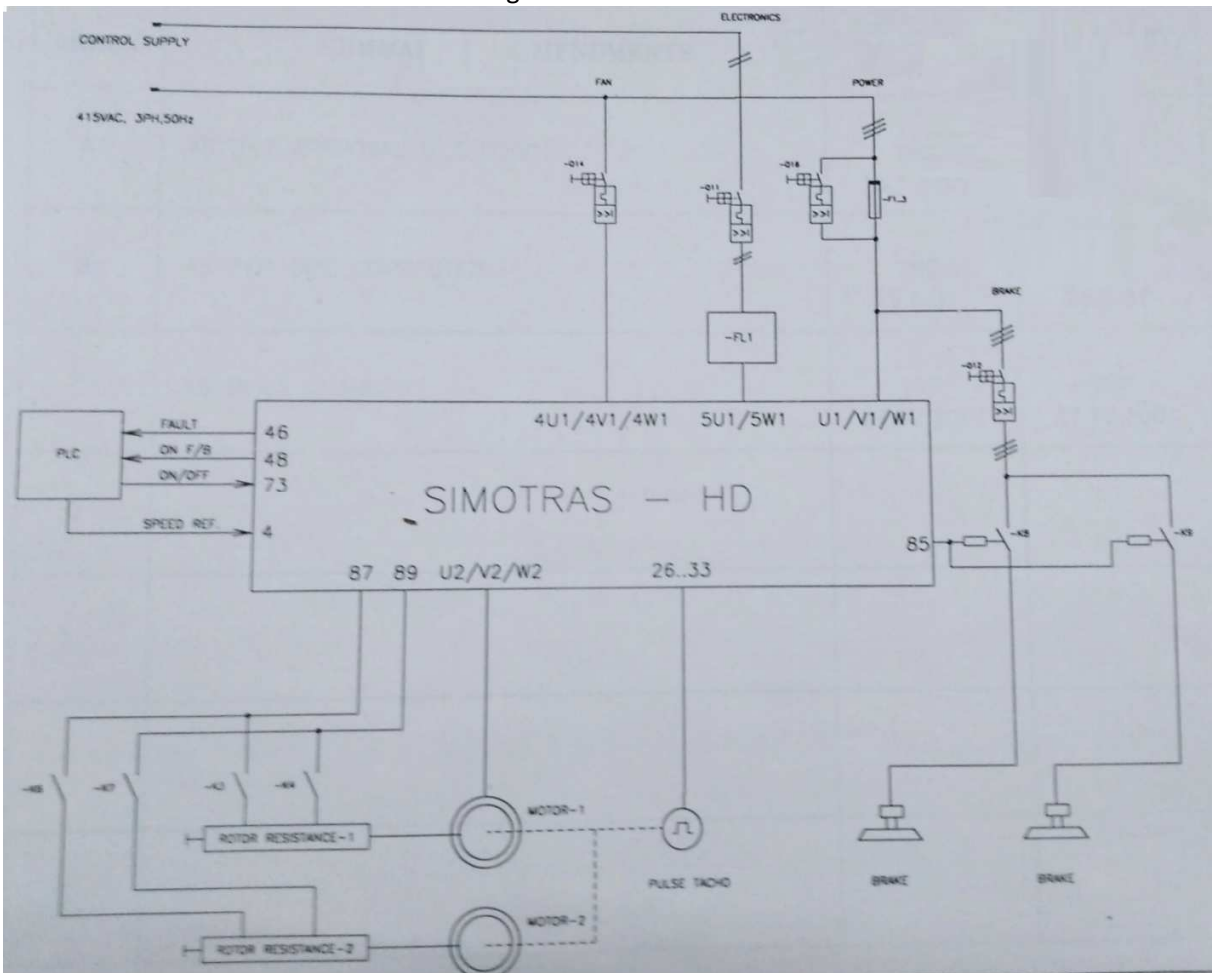 ELECTRONICS
CONTROL SUPPLY
FAN
POWER
415VAC, 3PH,50Hz
-Q14
-Q11
-Q16
-F1..3
BRAKE
-FL1
-Q12
4U1/4V1/4W1
5U1/5W1
U1/V1/W1
PLC
FAULT
46
ON F/B
48
ON/OFF
73
SIMOTRAS - HD
SPEED REF.
4
85
-K8
-K9
87
89
U2/V2/W2
26..33
-K6
-K7
-K3
-K4
MOTOR-1
ROTOR RESISTANCE-1
PULSE TACHO
BRAKE
BRAKE
MOTOR-2
ROTOR RESISTANCE-2